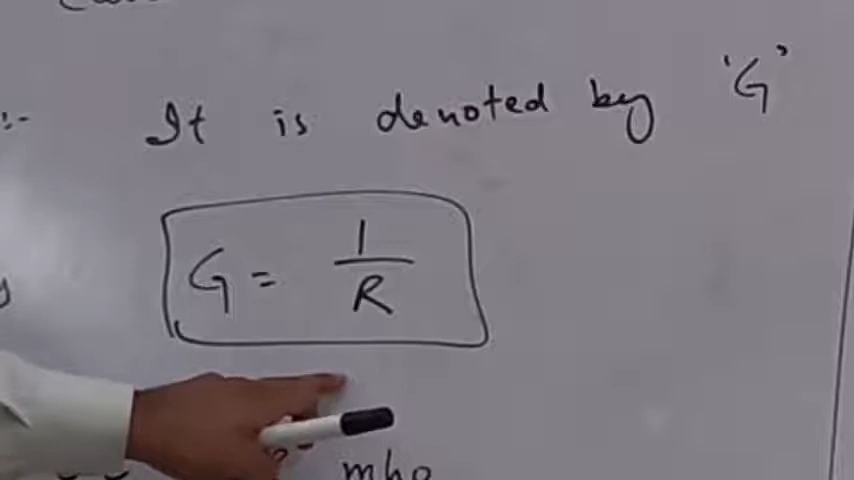 :- It is denoted by 'G'
G = 1/R
mho